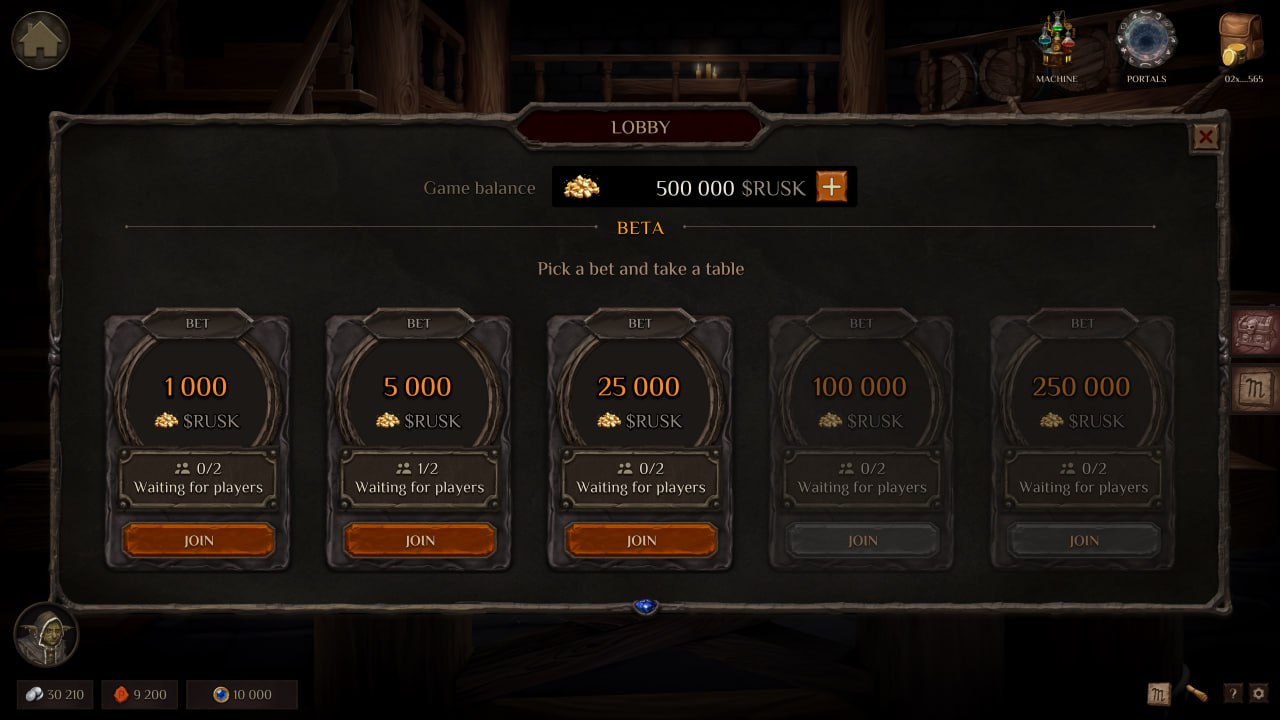 MACHINE
PORTALS
02x....565
LOBBY
Game balance
500 000 $RUSK
BETA
Pick a bet and take a table
BET
1 000
$RUSK
0/2
Waiting for players
JOIN
BET
5 000
$RUSK
1/2
Waiting for players
JOIN
BET
25 000
$RUSK
0/2
Waiting for players
JOIN
BET
100 000
$RUSK
0/2
Waiting for players
JOIN
BET
250 000
$RUSK
0/2
Waiting for players
JOIN
m
30 210
9 200
10 000
m
?